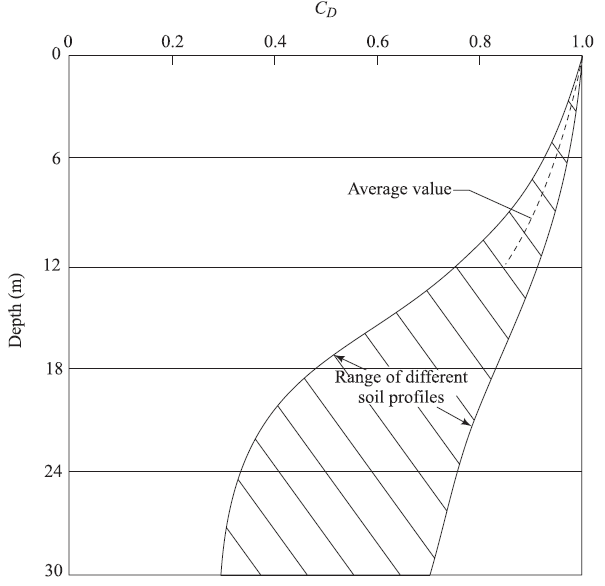 C_D
0 0.2 0.4 0.6 0.8 1.0
0
6
Average value
12
Depth (m)
18
Range of different
soil profiles
24
30